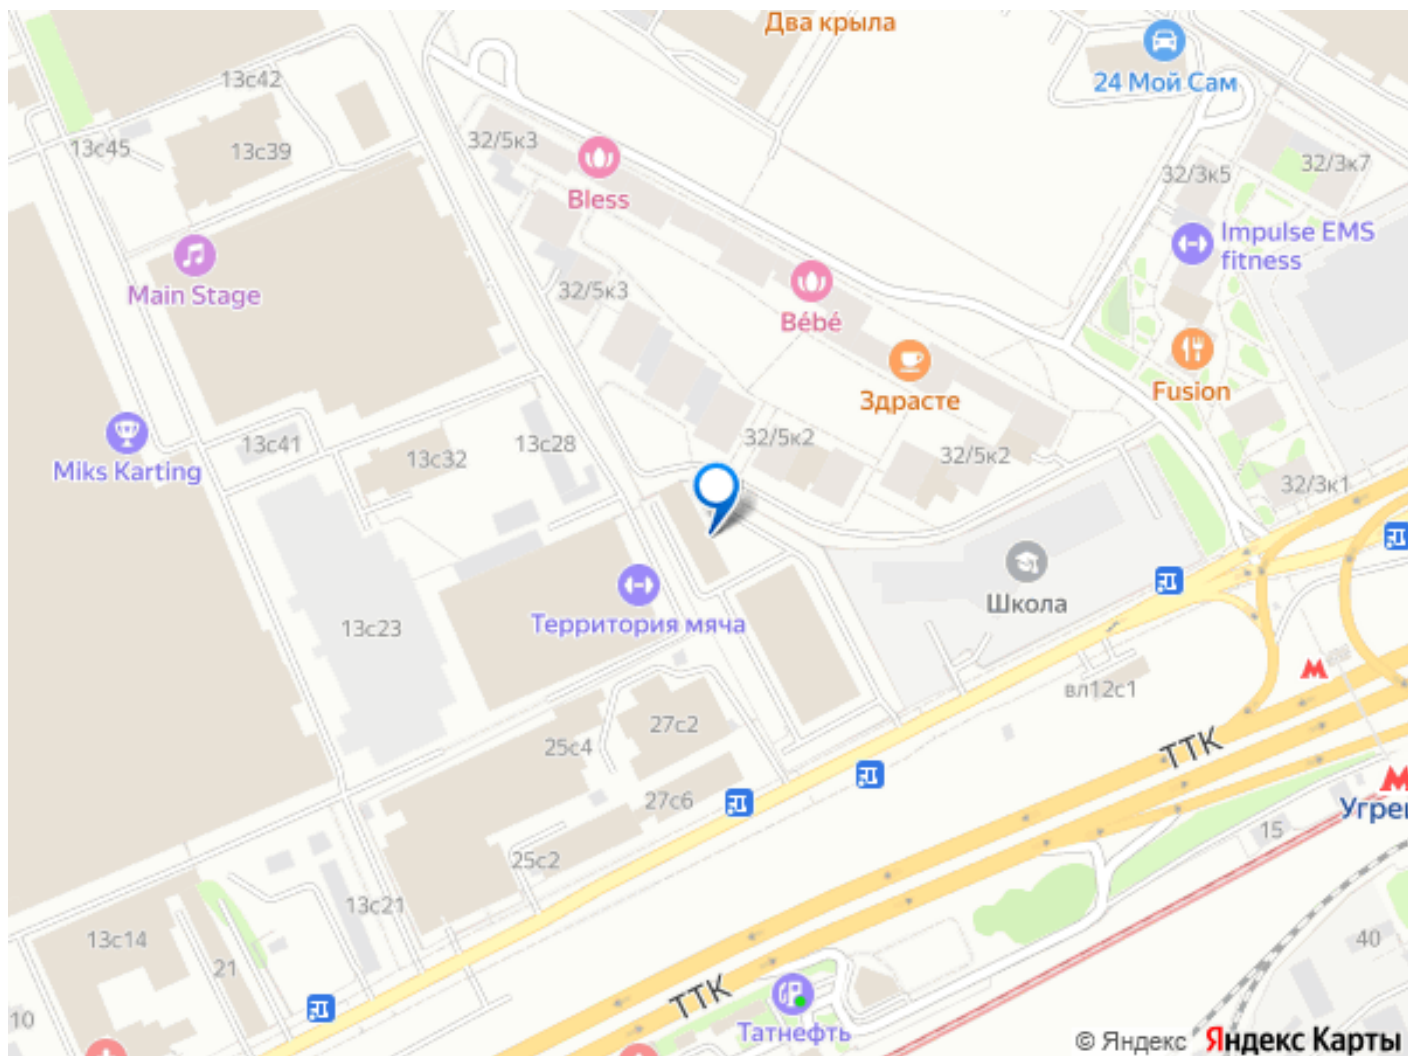 Два крыла
24 Мой Сам
13с42
13с45
13с39
32/5к3
Bless
32/3к5
32/3к7
Impulse EMS
fitness
Main Stage
32/5к3
Bébé
Здрасте
Fusion
Miks Karting
13с41
13с32
13с28
32/5к2
32/5к2
32/3к1
Школа
Территория мяча
13с23
вл12с1
27с2
25с4
ТТК
27с6
Угре
15
25с2
13с21
13с14
21
40
ТТК
10
Татнефть
© Яндекс Яндекс Карты